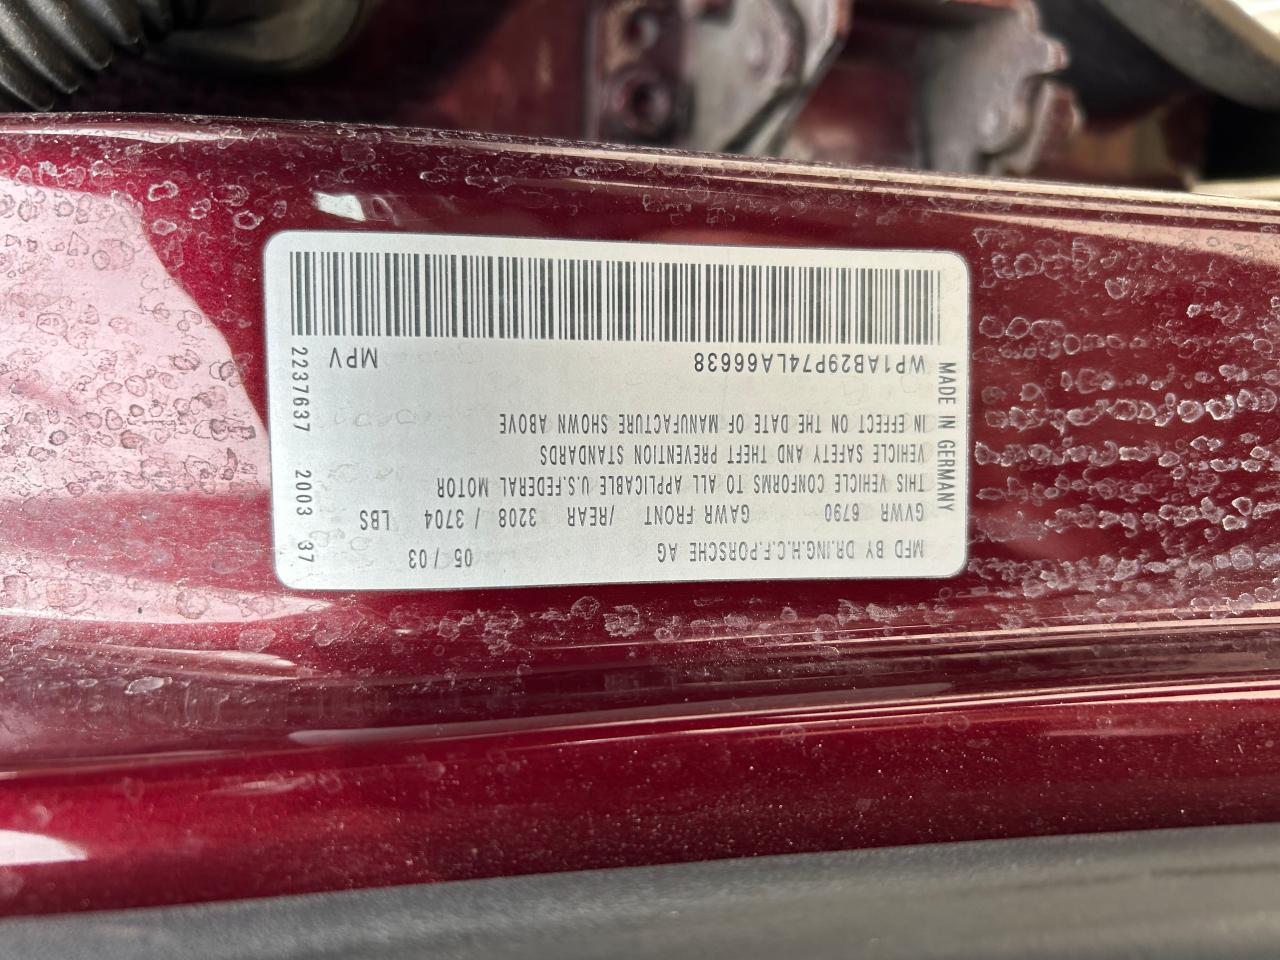 MFD BY DR.ING.H.C.F.PORSCHE AG 05 / 03
GVWR 6790 GAWR FRONT /REAR 3208 / 3704 LBS
THIS VEHICLE CONFORMS TO ALL APPLICABLE U.S.FEDERAL MOTOR
VEHICLE SAFETY AND THEFT PREVENTION STANDARDS
IN EFFECT ON THE DATE OF MANUFACTURE SHOWN ABOVE
WP1AB29P74LA66638 MPV
MADE IN GERMANY
2237637 2003 37